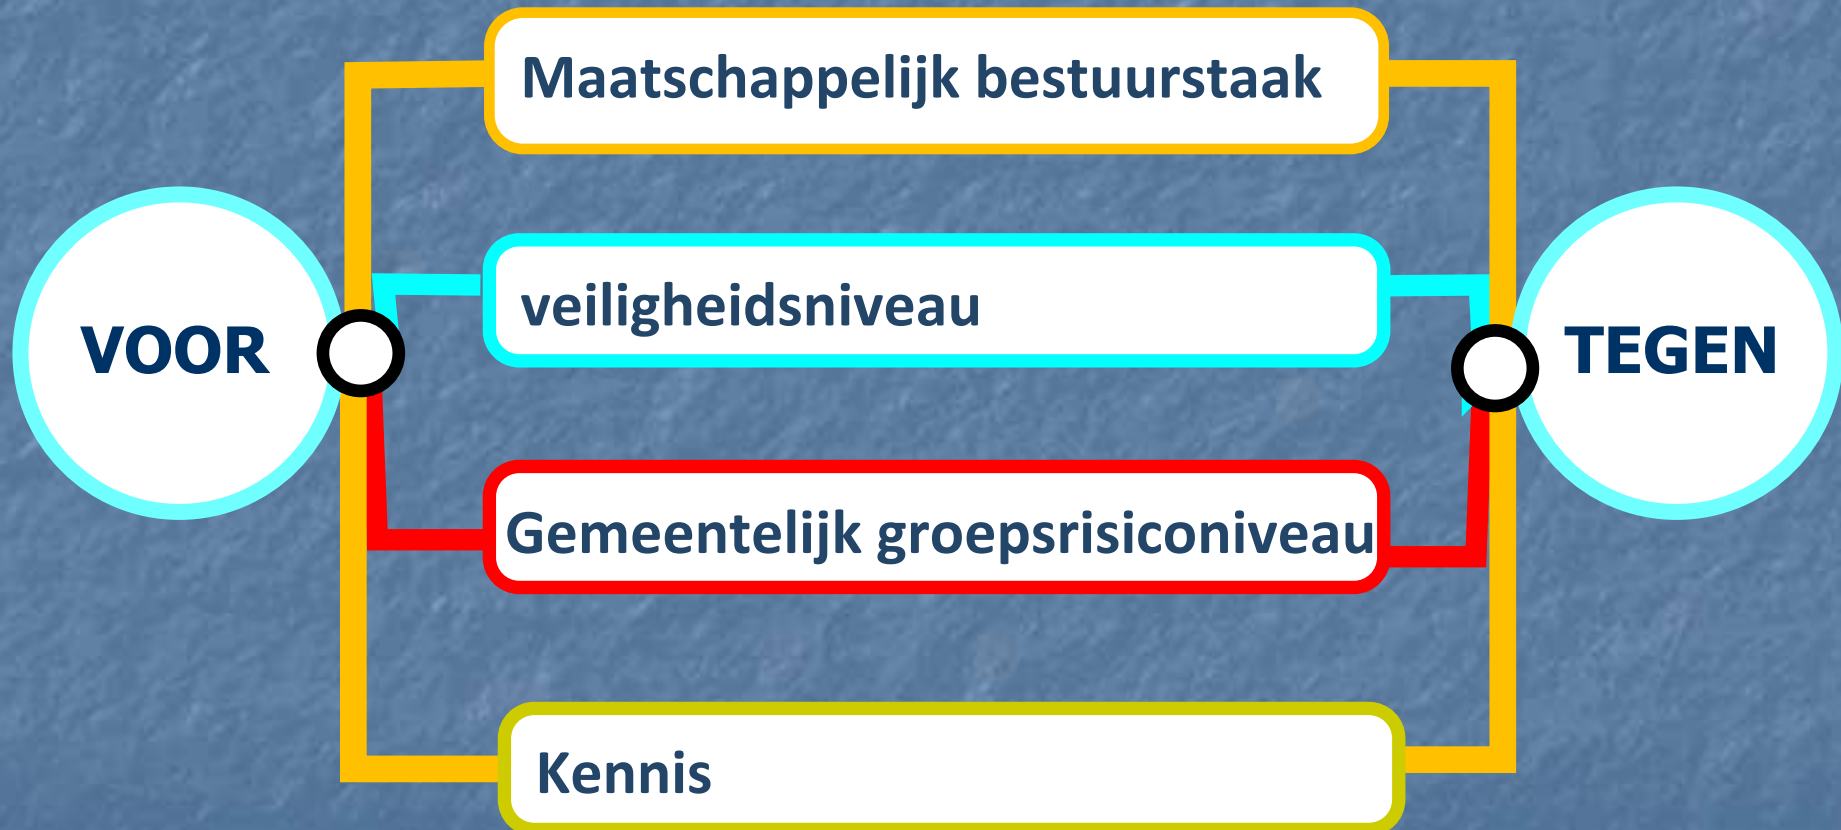 Maatschappelijk bestuurstaak
veiligheidsniveau
VOOR
TEGEN
Gemeentelijk groepsrisiconiveau
Kennis